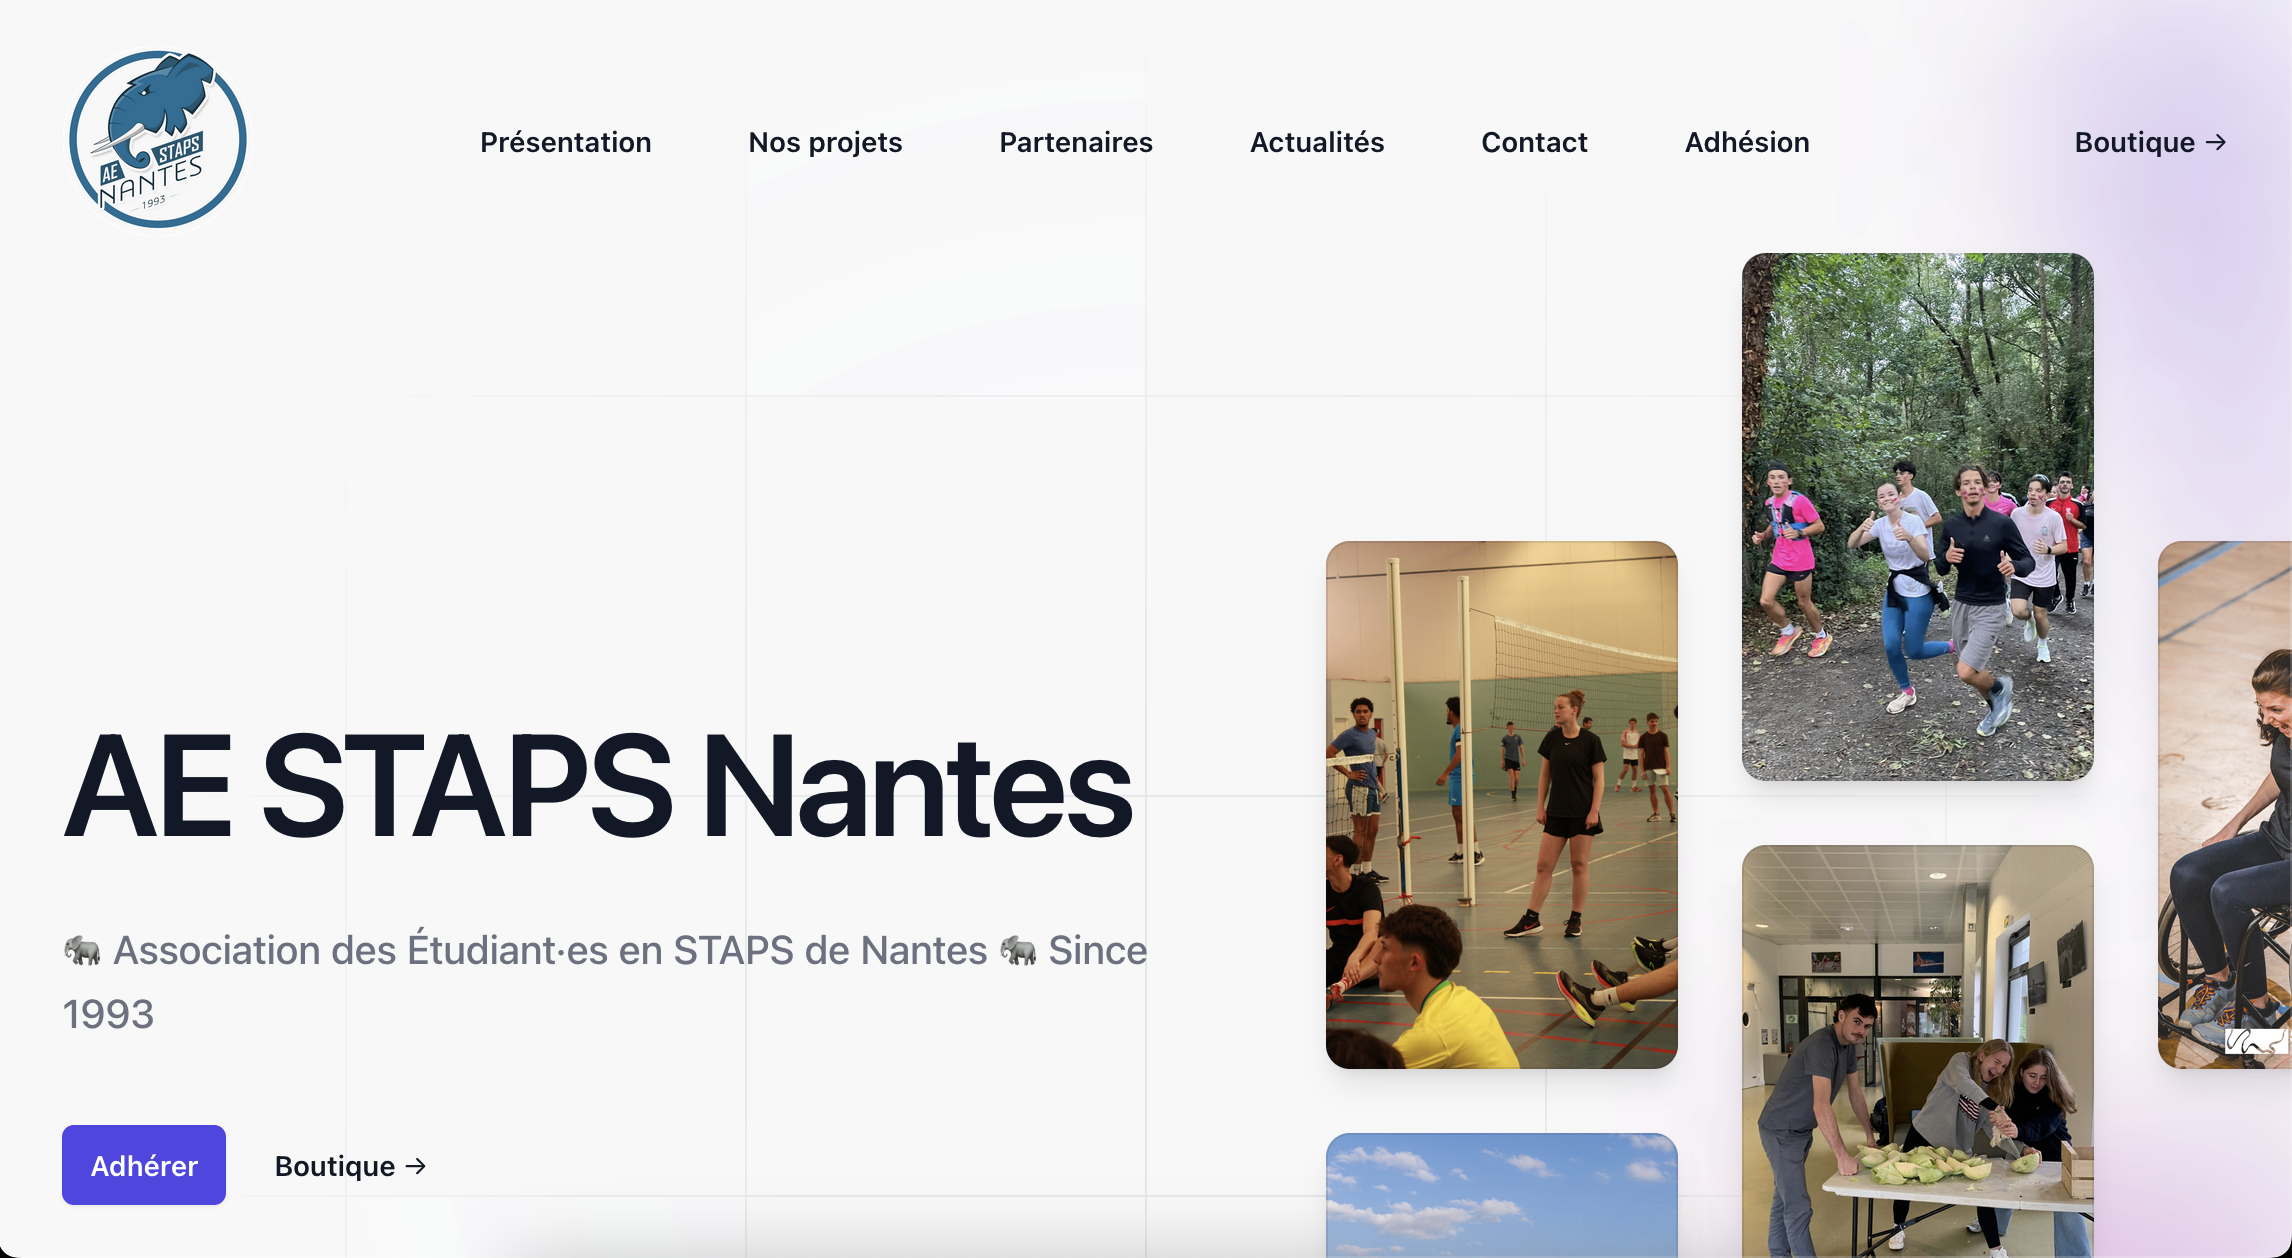 AE STAPS
NANTES
1993
Présentation
Nos projets
Partenaires
Actualités
Contact
Adhésion
Boutique →
AE STAPS Nantes
🐘 Association des Étudiant·es en STAPS de Nantes 🐘 Since
1993
Adhérer
Boutique →